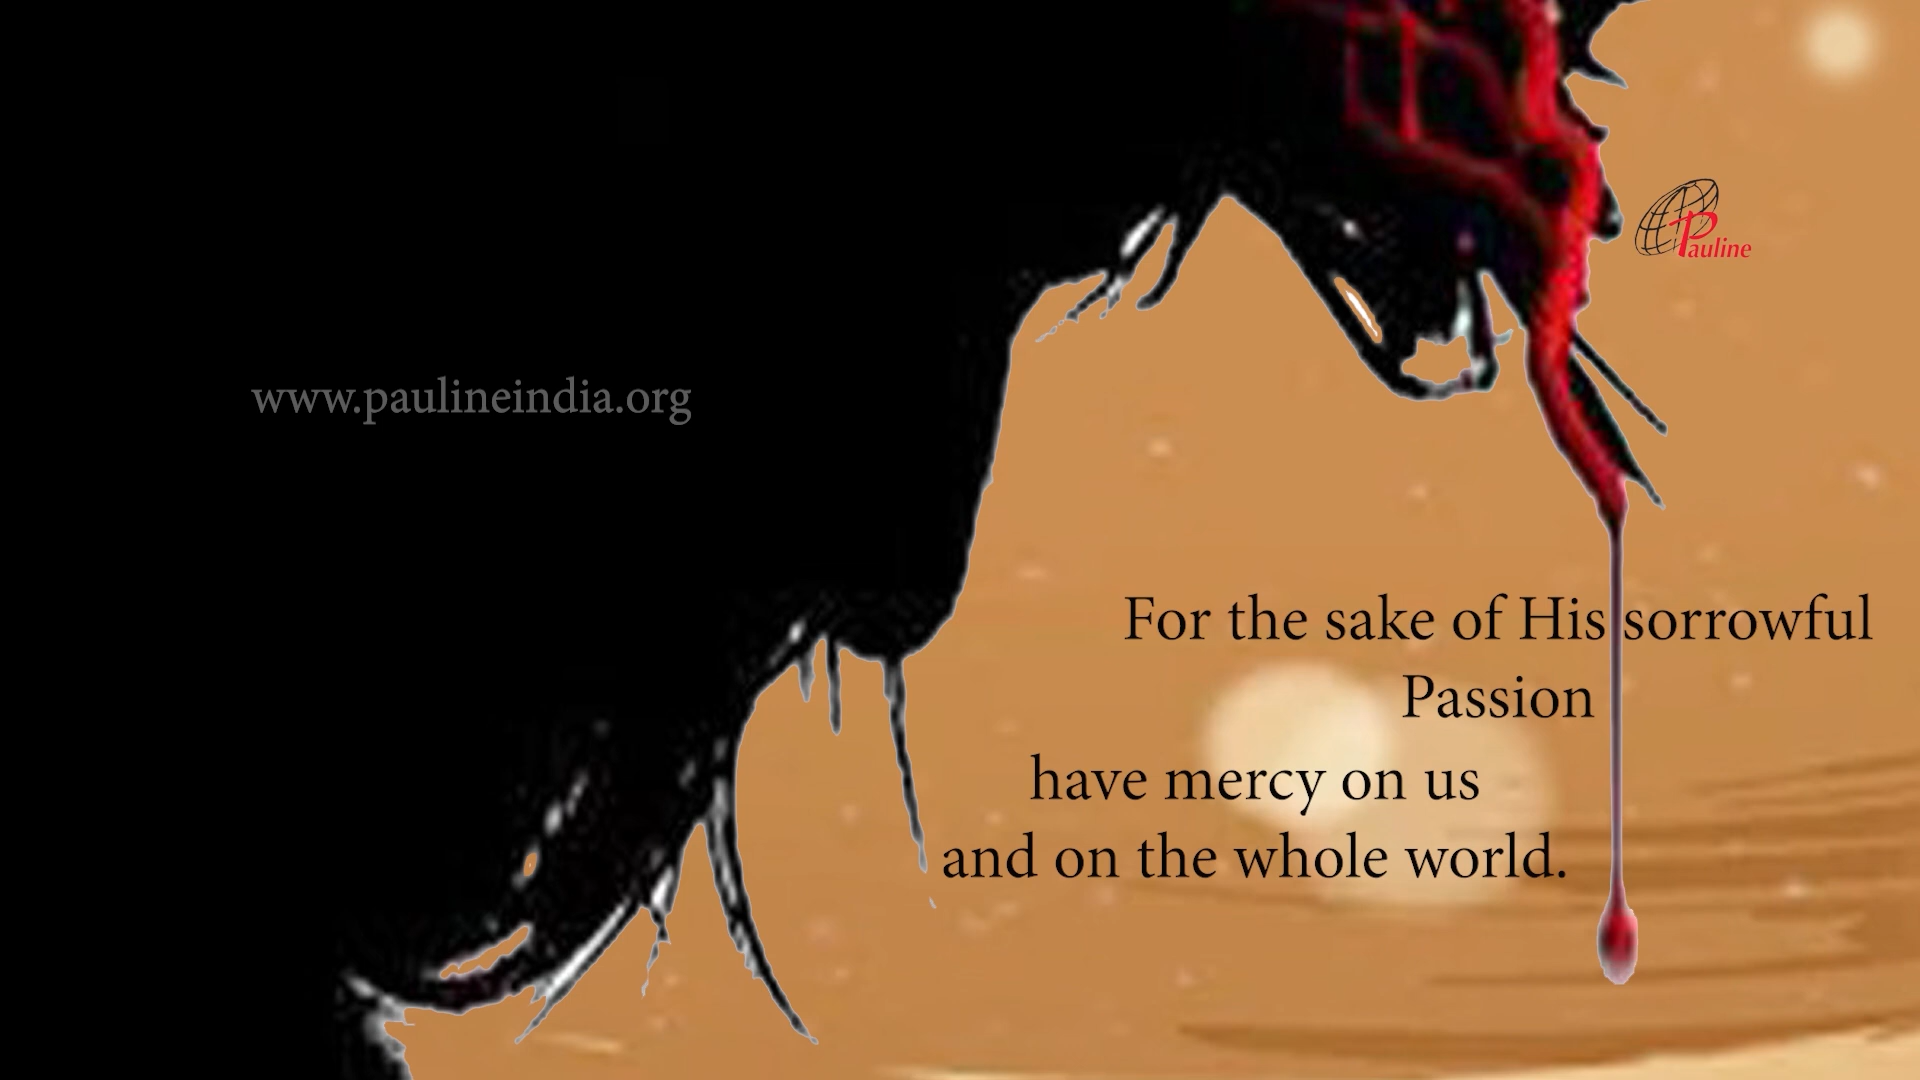 Pauline
www.paulineindia.org
For the sake of His sorrowful
Passion
have mercy on us
and on the whole world.